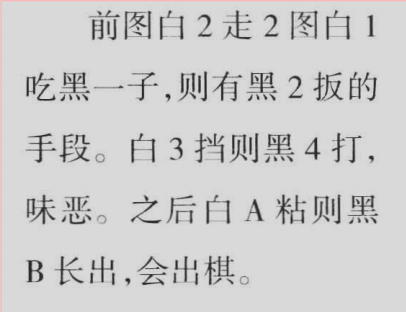 前图白 2 走 2 图白 1
吃黑一子,则有黑 2 扳的
手段。白 3 挡则黑 4 打,
味恶。之后白 A 粘则黑
B 长出,会出棋。